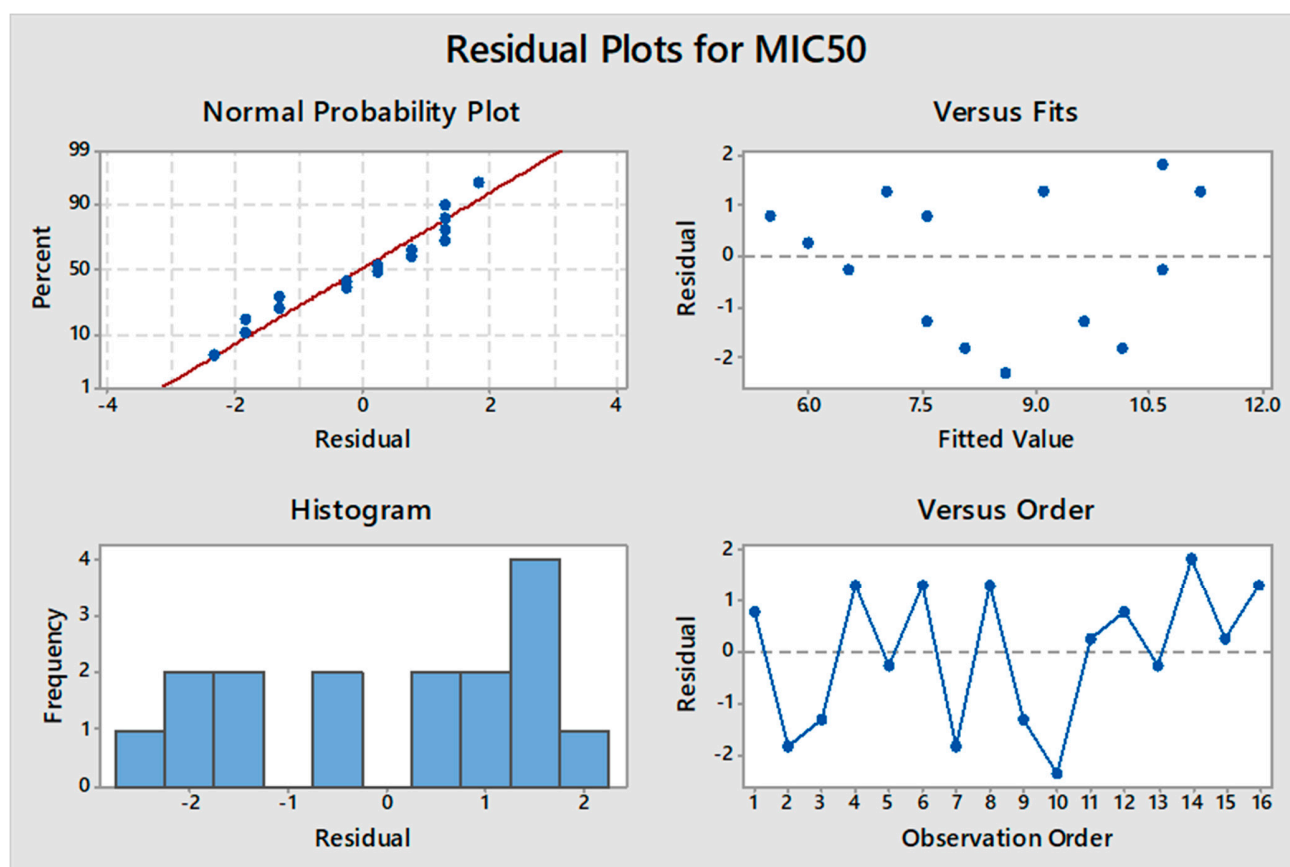 Residual Plots for MIC50
Normal Probability Plot
99
90
50
10
1
Percent
-4 -2 0 2 4
Residual
Versus Fits
2
1
0
-1
-2
Residual
6.0 7.5 9.0 10.5 12.0
Fitted Value
Histogram
4
3
2
1
0
Frequency
-2 -1 0 1 2
Residual
Versus Order
2
1
0
-1
-2
Residual
1 2 3 4 5 6 7 8 9 10 11 12 13 14 15 16
Observation Order